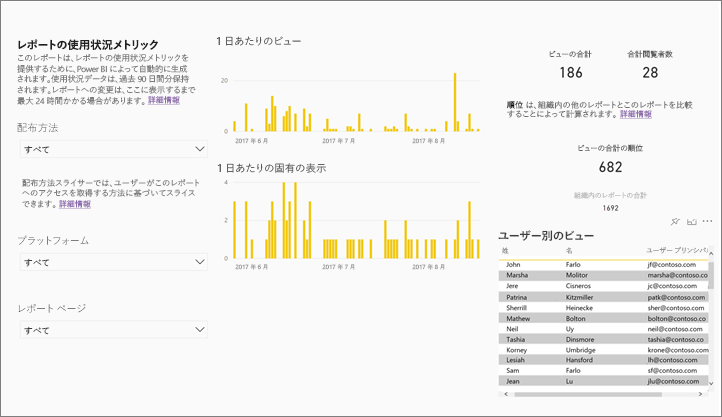 レポートの使用状況メトリック
このレポートは、レポートの使用状況メトリックを
提供するために、Power BI によって自動的に生成
されます。使用状況データは、過去 90 日間分保持
されます。レポートへの変更は、ここに表示するまで
最大 24 時間かかる場合があります。詳細情報
配布方法
すべて
配布方法スライサーでは、ユーザーがこのレポート
へのアクセスを取得する方法に基づいてスライス
できます。詳細情報
プラットフォーム
すべて
レポート ページ
すべて
1 日あたりのビュー
20
0
2017 年 6 月 2017 年 7 月 2017 年 8 月
1 日あたりの固有の表示
4
2
0
2017 年 6 月 2017 年 7 月 2017 年 8 月
ビューの合計 合計閲覧者数
186 28
順位 は、組織内の他のレポートとこのレポートを比較
することによって計算されます。詳細情報
ビューの合計の順位
682
組織内のレポートの合計
1692
ユーザー別のビュー
姓 名 ユーザー プリンシパ
John Farlo jf@contoso.com
Marsha Molitor marsha@contoso.co
Jere Cisneros jc@contoso.com
Patrina Kitzmiller patk@contoso.com
Sherrill Heinecke sher@contoso.com
Mathew Bolton bolton@contoso.co
Neil Uy neil@contoso.com
Tashia Dinsmore tashia@contoso.co
Korney Umbridge krone@contoso.com
Lesiah Hansford lh@contoso.com
Sam Farlo sf@contoso.com
Jean Lu jlu@contoso.com